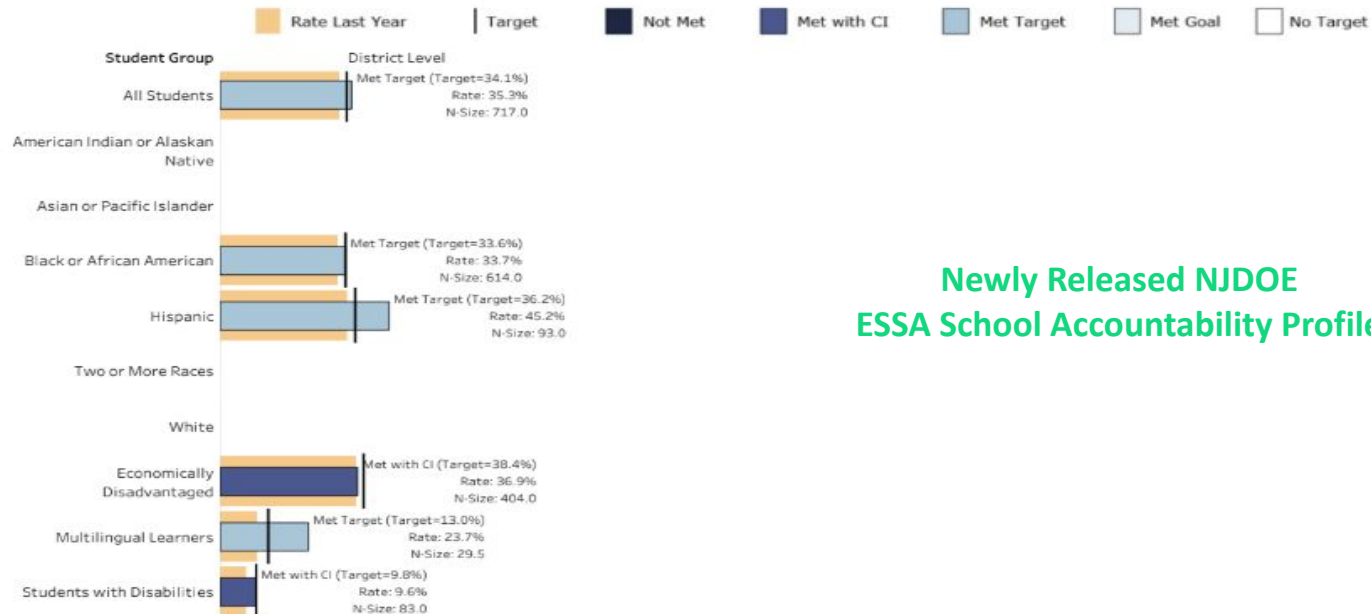 Rate Last Year Target Not Met Met with CI Met Target Met Goal No Target
Student Group District Level
All Students
Met Target (Target=34.1%)
Rate: 35.3%
N-Size: 717.0
American Indian or Alaskan
Native
Asian or Pacific Islander
Black or African American
Met Target (Target=33.6%)
Rate: 33.7%
N-Size: 614.0
Hispanic
Met Target (Target=36.2%)
Rate: 45.2%
N-Size: 93.0
Two or More Races
White
Economically
Disadvantaged
Met with CI (Target=38.4%)
Rate: 36.9%
N-Size: 404.0
Multilingual Learners
Met Target (Target=13.0%)
Rate: 23.7%
N-Size: 29.5
Students with Disabilities
Met with CI (Target=9.8%)
Rate: 9.6%
N-Size: 83.0
Newly Released NJDOE
ESSA School Accountability Profile